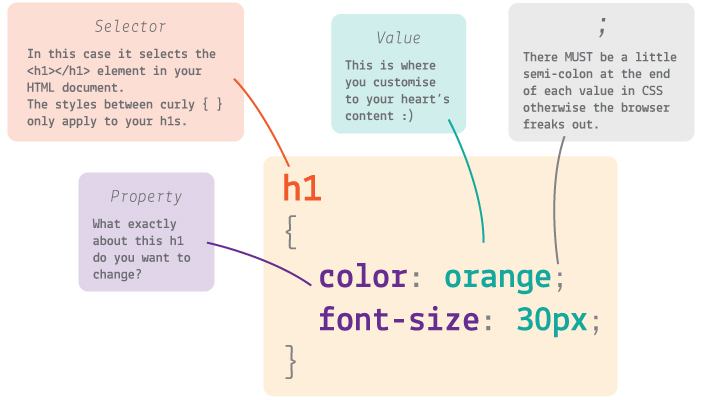 Selector
In this case it selects the
<h1></h1> element in your
HTML document.
The styles between curly { }
only apply to your h1s.
Value
This is where
you customise
to your heart's
content :)
;
There MUST be a little
semi-colon at the end
of each value in CSS
otherwise the browser
freaks out.
Property
What exactly
about this h1
do you want to
change?
h1
{
color: orange;
font-size: 30px;
}